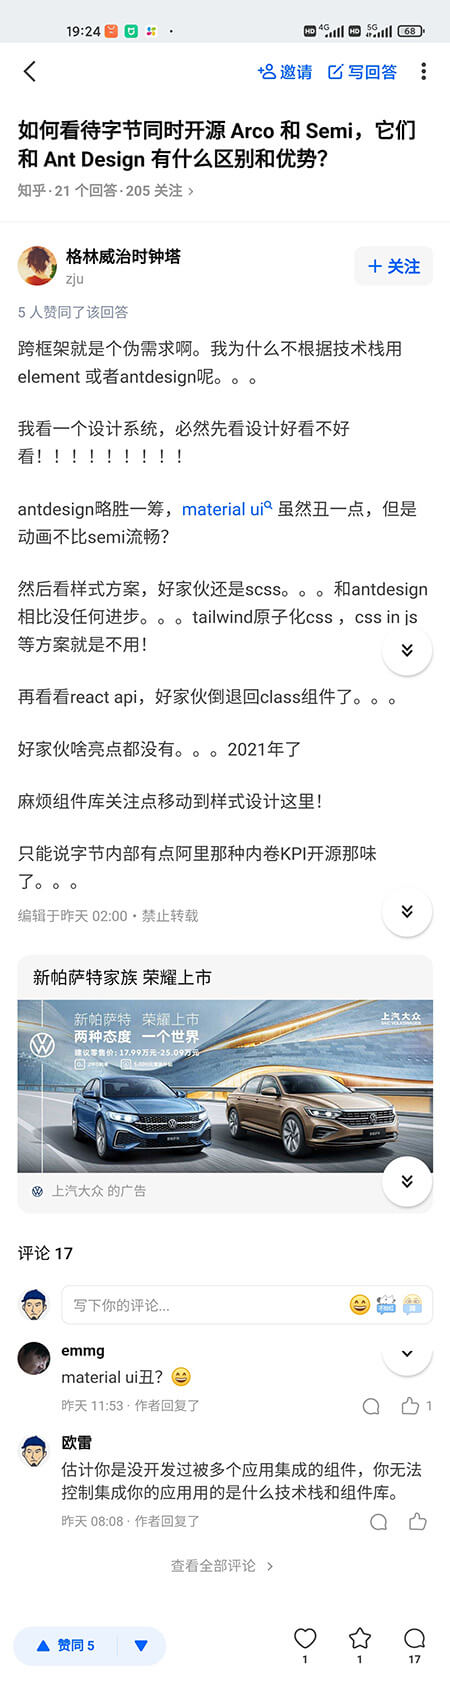 19:24
HD 4G HD 5G 68
邀请 写回答
如何看待字节同时开源 Arco 和 Semi，它们
和 Ant Design 有什么区别和优势？
知乎 · 21 个回答 · 205 关注 >
格林威治时钟塔
zju
+ 关注
5 人赞同了该回答
跨框架就是个伪需求啊。我为什么不根据技术栈用
element 或者antdesign呢。。。
我看一个设计系统，必然先看设计好看不好
看！！！！！！！！！
antdesign略胜一筹，material ui 虽然丑一点，但是
动画不比semi流畅？
然后看样式方案，好家伙还是scss。。。和antdesign
相比没任何进步。。。tailwind原子化css ，css in js
等方案就是不用！
再看看react api，好家伙倒退回class组件了。。。
好家伙啥亮点都没有。。。2021年了
麻烦组件库关注点移动到样式设计这里！
只能说字节内部有点阿里那种内卷KPI开源那味
了。。。
编辑于昨天 02:00 · 禁止转载
新帕萨特家族 荣耀上市
新帕萨特 荣耀上市
两种态度 一个世界
建议零售价：17.99万元-25.09万元
上汽大众
SAIC VOLKSWAGEN
上汽大众 的广告
评论 17
写下你的评论...
emmg
material ui丑？
昨天 11:53 · 作者回复了
1
欧雷
估计你是没开发过被多个应用集成的组件，你无法
控制集成你的应用用的是什么技术栈和组件库。
昨天 08:08 · 作者回复了
查看全部评论 >
赞同 5
1 1 17